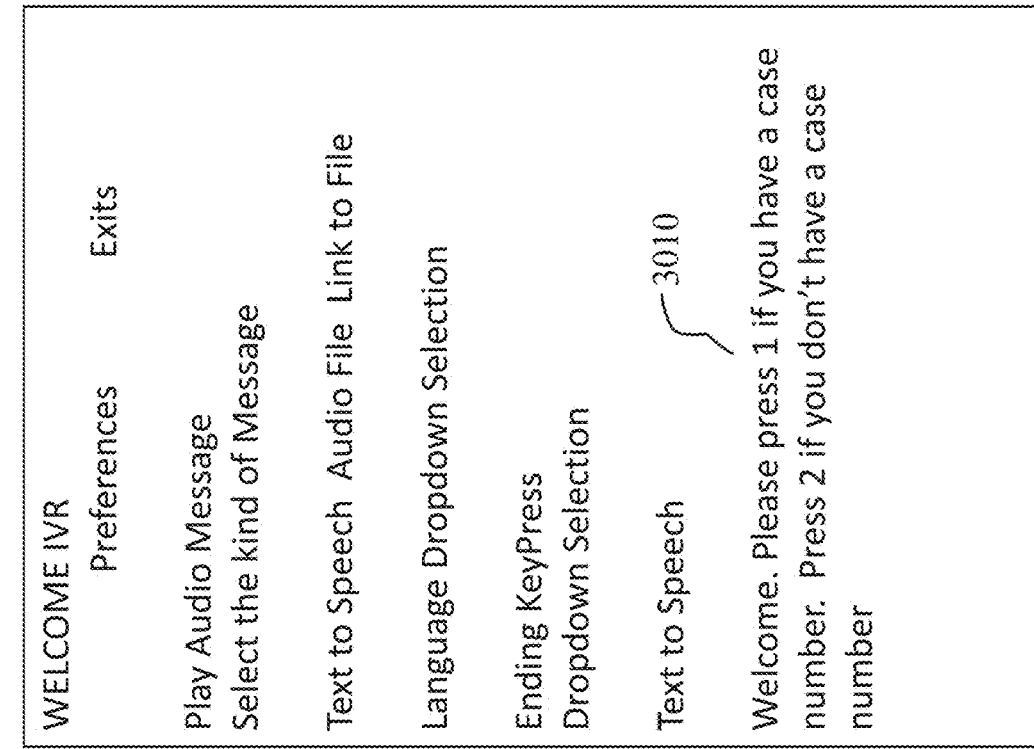 WELCOME IVR
Preferences Exits
Play Audio Message
Select the kind of Message
Text to Speech Audio File Link to File
Language Dropdown Selection
Ending KeyPress
Dropdown Selection
Text to Speech
3010
Welcome. Please press 1 if you have a case
number. Press 2 if you don't have a case
number